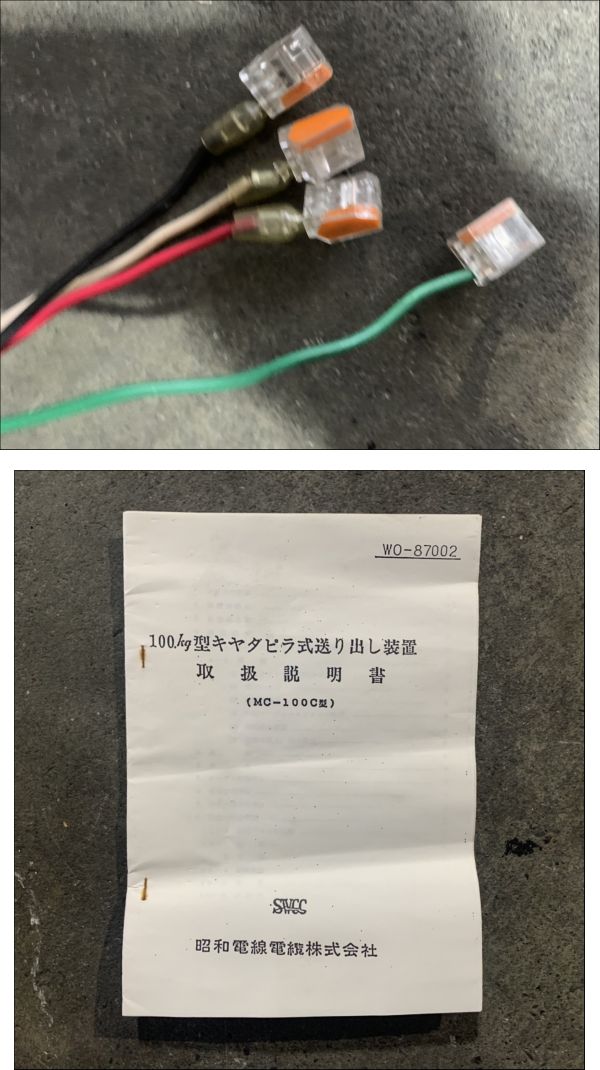 WO-87002
100kg型キヤタピラ式送り出し装置
取扱説明書
(MC-100C型)
SWCC
昭和電線電纜株式会社